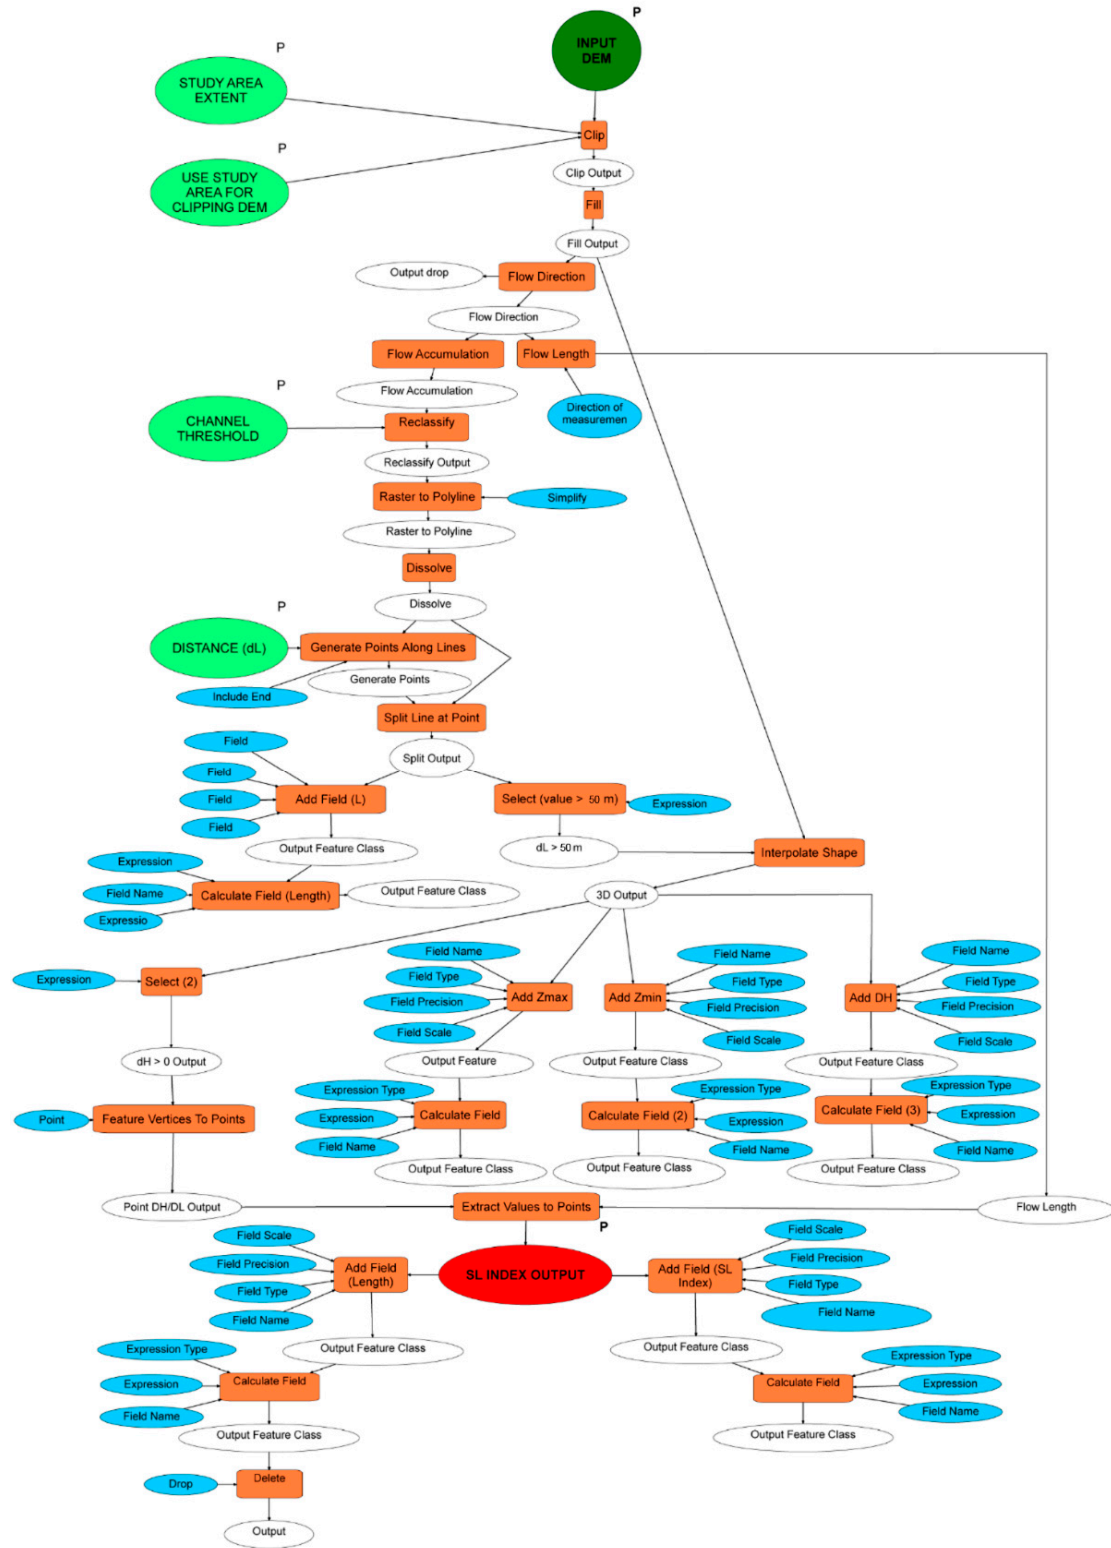 P
INPUT
DEM
P
STUDY AREA
EXTENT
Clip
P
Clip Output
USE STUDY
AREA FOR
CLIPPING DEM
Fill
Fill Output
Output drop
Flow Direction
Flow Direction
Flow Accumulation
Flow Length
P
Flow Accumulation
Direction of
measuremen
CHANNEL
THRESHOLD
Reclassify
Reclassify Output
Raster to Polyline
Simplify
Raster to Polyline
Dissolve
Dissolve
P
DISTANCE (dL)
Generate Points Along Lines
Generate Points
Include End
Split Line at Point
Field
Split Output
Field
Field
Field
Add Field (L)
Select (value > 50 m)
Expression
Output Feature Class
dL > 50 m
Interpolate Shape
Expression
Field Name
Expressio
Calculate Field (Length)
Output Feature Class
3D Output
Expression
Select (2)
Field Name
Field Type
Field Precision
Field Scale
Add Zmax
Field Name
Field Type
Field Precision
Field Scale
Add Zmin
Field Name
Field Type
Field Precision
Field Scale
Add DH
dH > 0 Output
Output Feature
Output Feature Class
Output Feature Class
Point
Feature Vertices To Points
Expression Type
Expression
Field Name
Calculate Field
Calculate Field (2)
Expression Type
Expression
Field Name
Calculate Field (3)
Expression Type
Expression
Field Name
Output Feature Class
Output Feature Class
Output Feature Class
Point DH/DL Output
Extract Values to Points
Flow Length
P
Field Scale
Field Precision
Field Type
Field Name
Add Field
(Length)
SL INDEX OUTPUT
Add Field (SL
Index)
Field Scale
Field Precision
Field Type
Field Name
Output Feature Class
Output Feature Class
Expression Type
Expression
Field Name
Calculate Field
Calculate Field
Expression Type
Expression
Field Name
Output Feature Class
Output Feature Class
Drop
Delete
Output